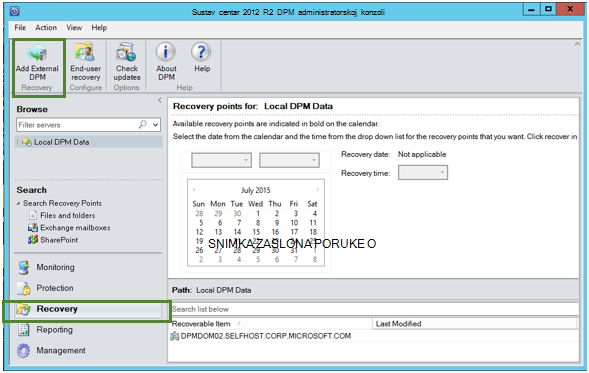 Sustav centar 2012 R2 DPM administratorskoj konzoli
File Action View Help
Add External DPM
End-user recovery
Check updates
About DPM
Help
Recovery Configure Options Help
Browse
Filter servers
Local DPM Data
Search
Search Recovery Points
Files and folders
Exchange mailboxes
SharePoint
Monitoring
Protection
Recovery
Reporting
Management
Recovery points for: Local DPM Data
Available recovery points are indicated in bold on the calendar.
Select the date from the calendar and the time from the drop down list for the recovery points that you want. Click recover in
Recovery date: Not applicable
Recovery time:
July 2015
Sun Mon Tue Wed Thu Fri Sat
28 29 30 1 2 3 4
5 6 7 8 9 10 11
12 13 14 15 16 17 18
19
SNIMKA ZASLONA PORUKE O
26 27 28 29 30 31 1
2 3 4 5 6 7 8
Path: Local DPM Data
Search list below
Recoverable Item Last Modified
DPMDOM02.SELFHOST.CORP.MICROSOFT.COM